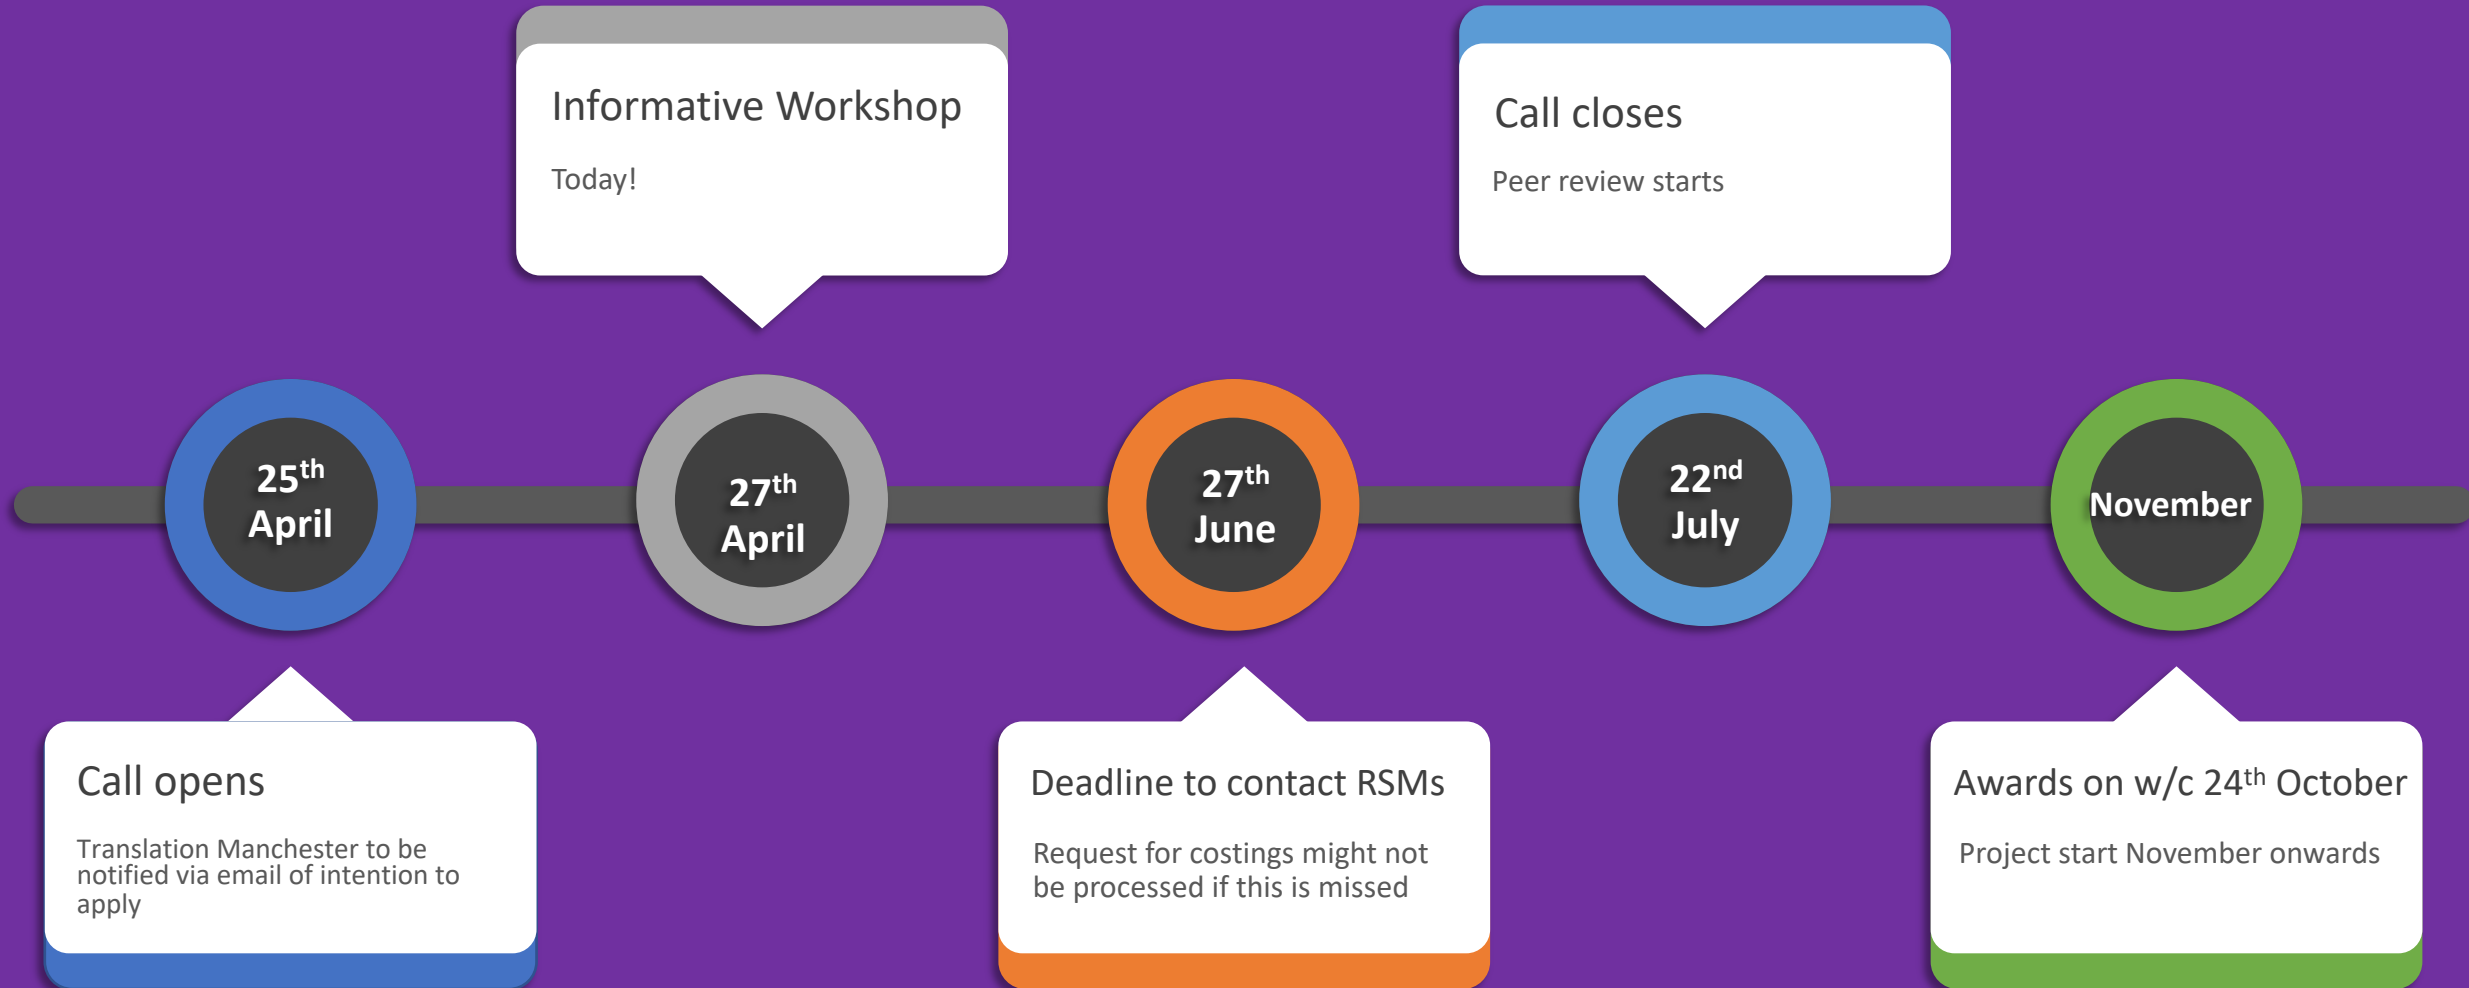 Informative Workshop
Today!
Call closes
Peer review starts
25th
April
27th
April
27th
June
22nd
July
November
Call opens
Translation Manchester to be
notified via email of intention to
apply
Deadline to contact RSMs
Request for costings might not
be processed if this is missed
Awards on w/c 24th October
Project start November onwards